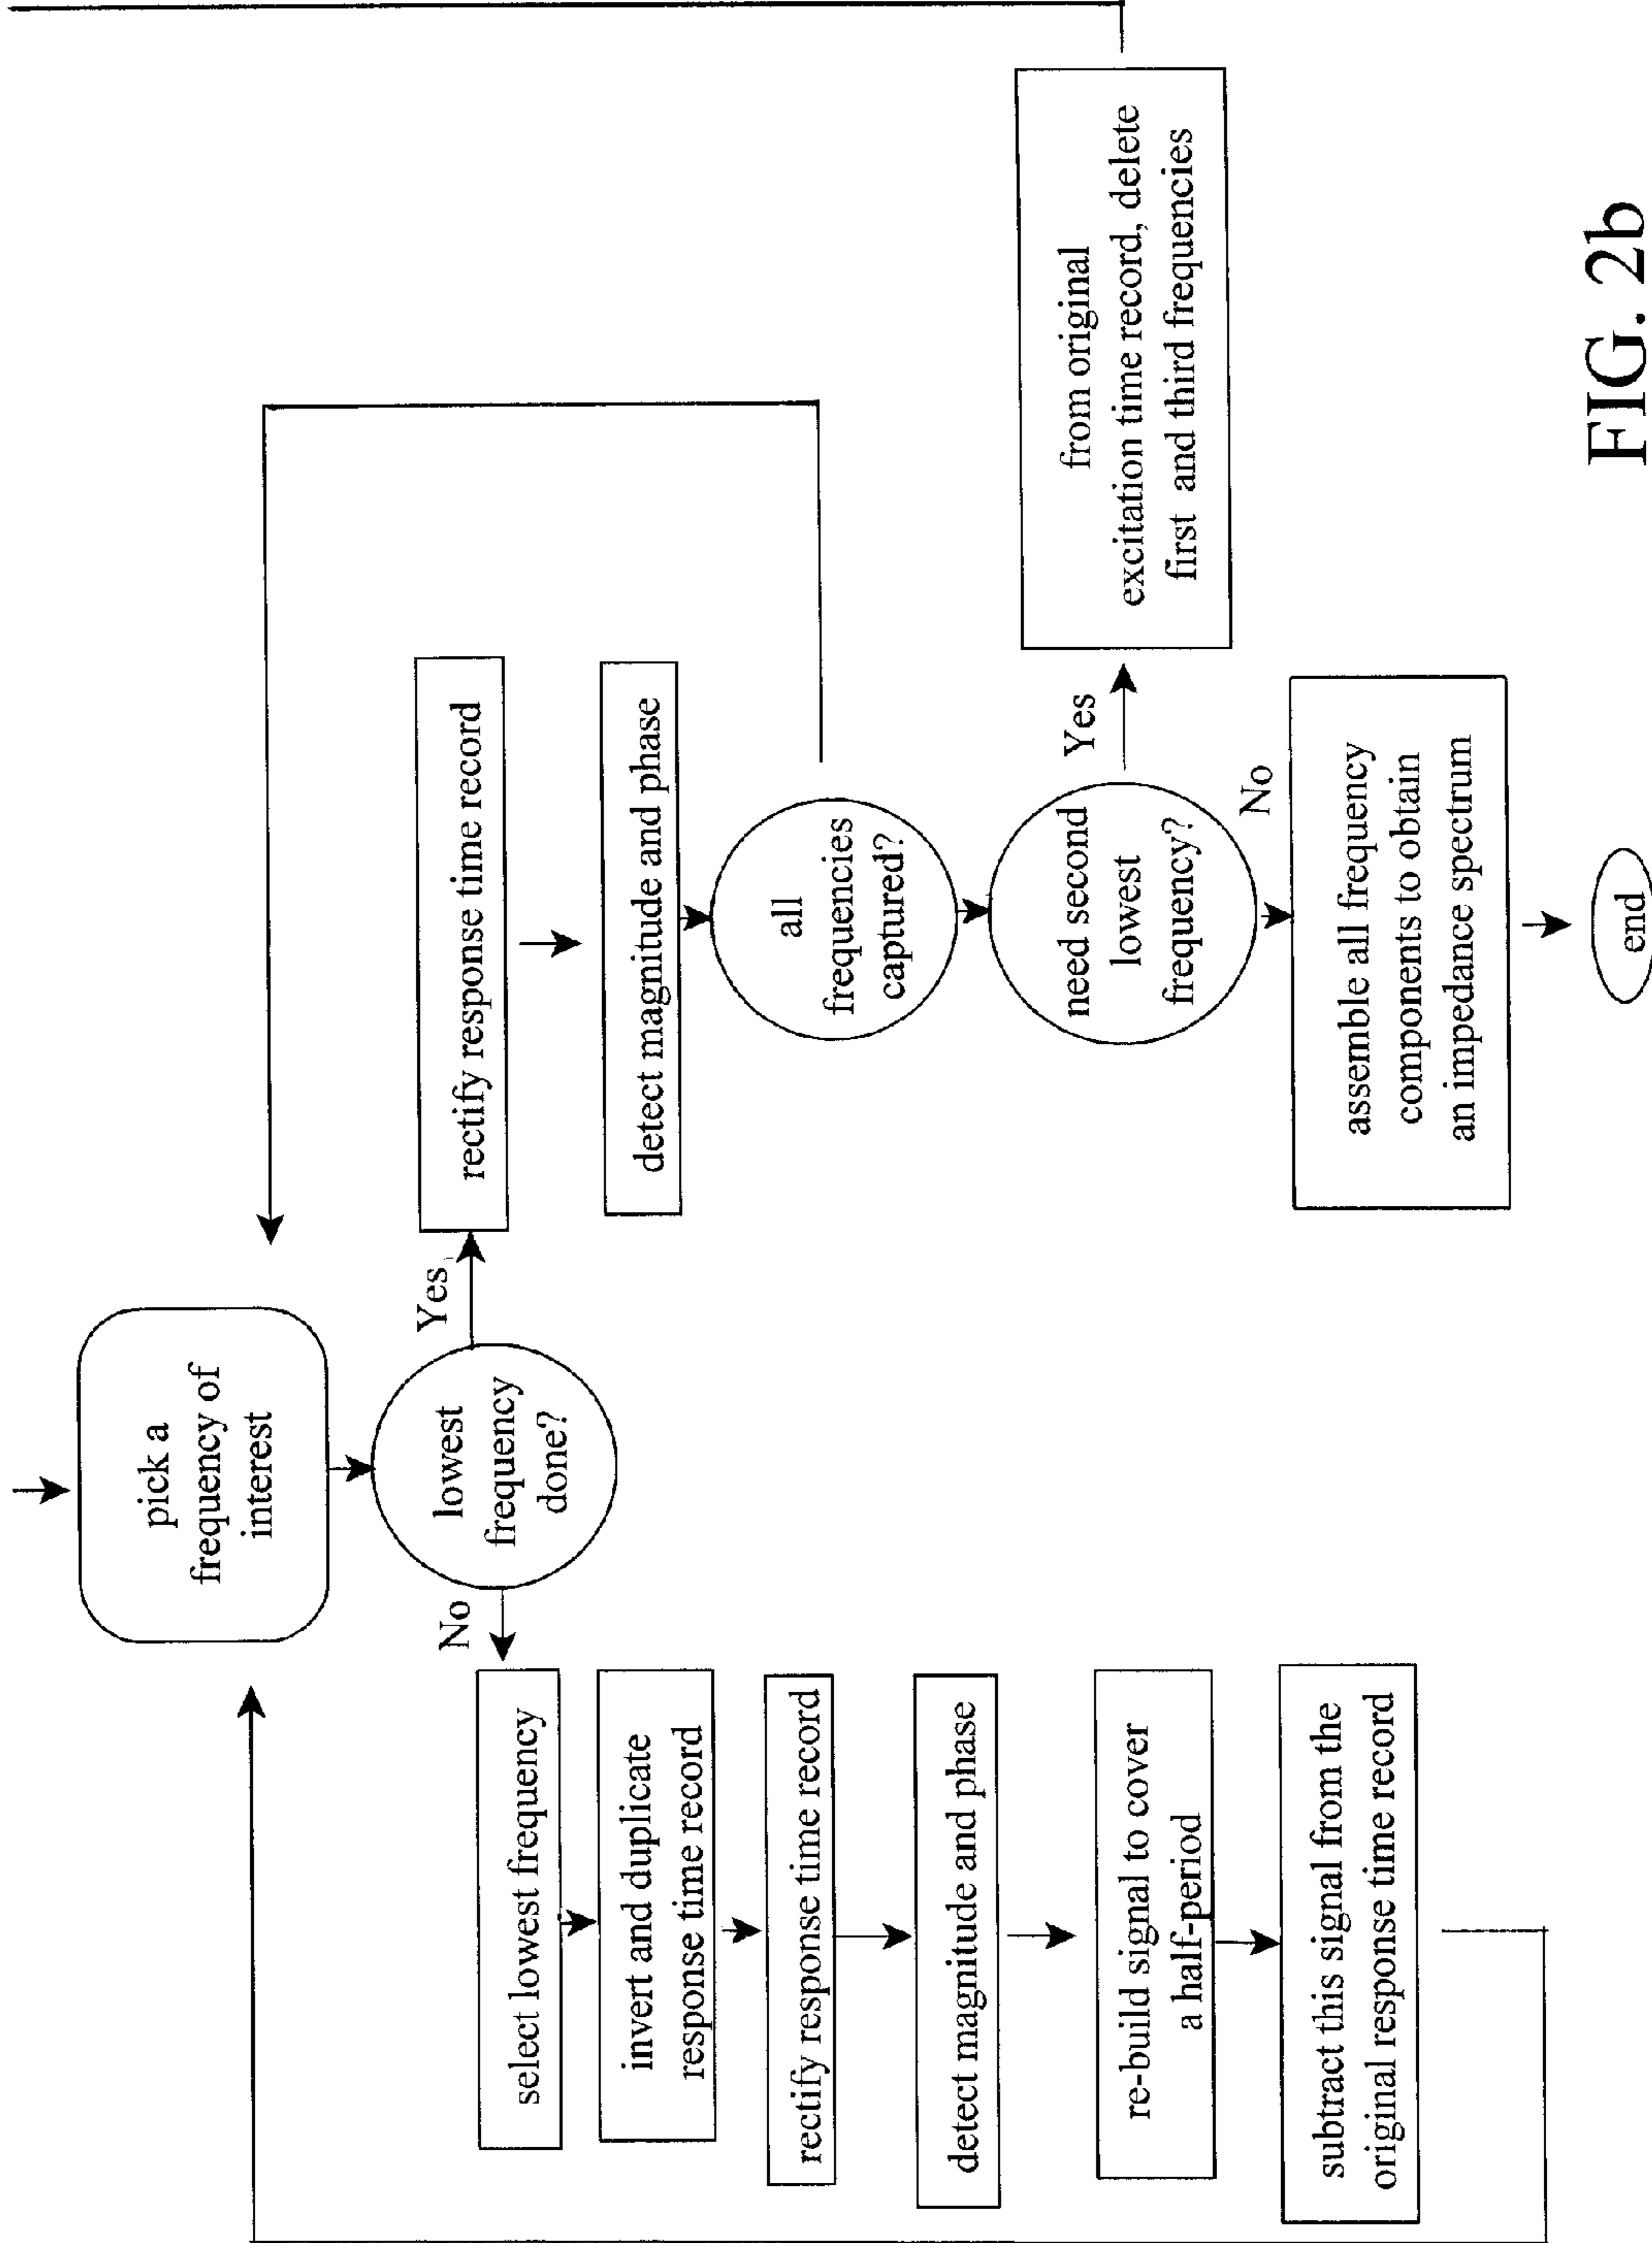 pick a
frequency of
interest
lowest
frequency
done?
No
Yes
select lowest frequency
invert and duplicate
response time record
rectify response time record
detect magnitude and phase
re-build signal to cover
a half-period
subtract this signal from the
original response time record
rectify response time record
detect magnitude and phase
all
frequencies
captured?
need second
lowest
frequency?
Yes
No
from original
excitation time record, delete
first and third frequencies
assemble all frequency
components to obtain
an impedance spectrum
end
FIG. 2b